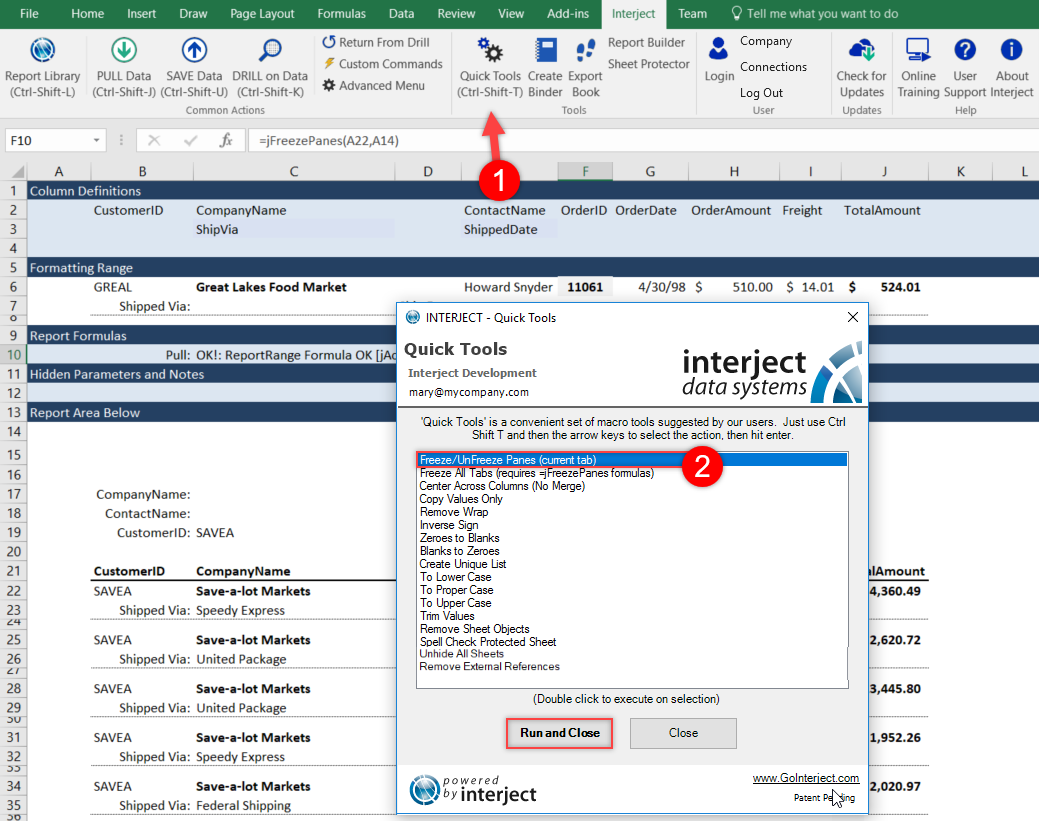 File Home Insert Draw Page Layout Formulas Data Review View Add-ins Interject Team Tell me what you want to do
Report Library (Ctrl-Shift-L)
PULL Data (Ctrl-Shift-J)
SAVE Data (Ctrl-Shift-U)
DRILL on Data (Ctrl-Shift-K)
Common Actions
Return From Drill
Custom Commands
Advanced Menu
Quick Tools (Ctrl-Shift-T)
Create Binder
Export Book
Report Builder
Sheet Protector
Tools
Login
Company
Connections
Log Out
User
Check for Updates
Updates
Online Training
User Support
About Interject
Help
F10 fx =jFreezePanes(A22,A14)
1
A B C D F G H I J K L
1 Column Definitions
2 CustomerID CompanyName ContactName OrderID OrderDate OrderAmount Freight TotalAmount
3 ShipVia ShippedDate
4
5 Formatting Range
6 GREAL Great Lakes Food Market Howard Snyder 11061 4/30/98 $ 510.00 $ 14.01 $ 524.01
7 Shipped Via:
8
9 Report Formulas
10 Pull: OK!: ReportRange Formula OK [jAc
11 Hidden Parameters and Notes
12
13 Report Area Below
14
15
16
17 CompanyName:
18 ContactName:
19 CustomerID: SAVEA
20
21 CustomerID CompanyName alAmount
22 SAVEA Save-a-lot Markets 4,360.49
23 Shipped Via: Speedy Express
24
25 SAVEA Save-a-lot Markets 2,620.72
26 Shipped Via: United Package
27
28 SAVEA Save-a-lot Markets 3,445.80
29 Shipped Via: United Package
30
31 SAVEA Save-a-lot Markets 1,952.26
32 Shipped Via: Speedy Express
33
34 SAVEA Save-a-lot Markets 2,020.97
35 Shipped Via: Federal Shipping
36
INTERJECT - Quick Tools
Quick Tools
Interject Development
mary@mycompany.com
interject
data systems
'Quick Tools' is a convenient set of macro tools suggested by our users. Just use Ctrl
Shift T and then the arrow keys to select the action, then hit enter.
Freeze/UnFreeze Panes (current tab)
2
Freeze All Tabs (requires =jFreezePanes formulas)
Center Across Columns (No Merge)
Copy Values Only
Remove Wrap
Inverse Sign
Zeroes to Blanks
Blanks to Zeroes
Create Unique List
To Lower Case
To Proper Case
To Upper Case
Trim Values
Remove Sheet Objects
Spell Check Protected Sheet
Unhide All Sheets
Remove External References
(Double click to execute on selection)
Run and Close Close
powered
by interject
www.GoInterject.com
Patent Pending